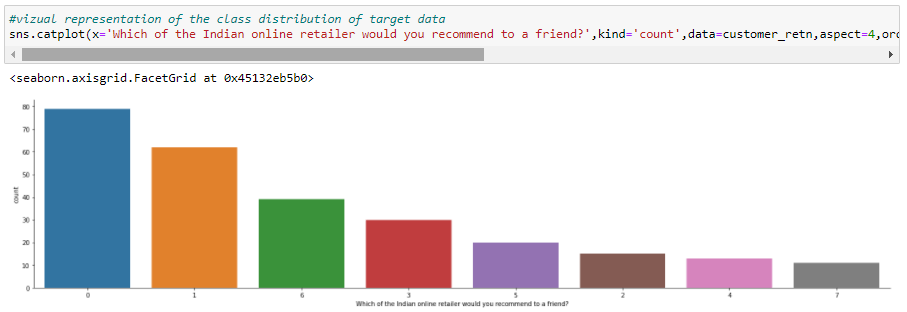 #vizual representation of the class distribution of target data
sns.catplot(x='Which of the Indian online retailer would you recommend to a friend?',kind='count',data=customer_retn,aspect=4,orc
<seaborn.axisgrid.FacetGrid at 0x45132eb5b0>
80
70
60
50
40
30
20
10
0
count
0 1 6 3 5 2 4 7
Which of the Indian online retailer would you recommend to a friend?